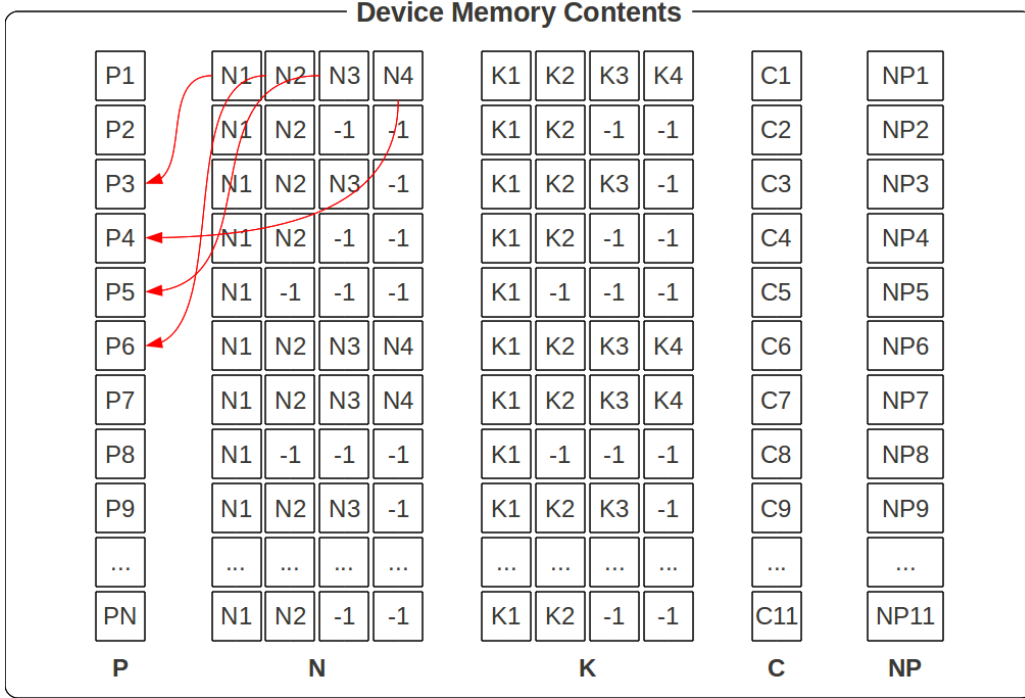 Device Memory Contents
P1 N1 N2 N3 N4 K1 K2 K3 K4 C1 NP1
P2 N1 N2 -1 -1 K1 K2 -1 -1 C2 NP2
P3 N1 N2 N3 -1 K1 K2 K3 -1 C3 NP3
P4 N1 N2 -1 -1 K1 K2 -1 -1 C4 NP4
P5 N1 -1 -1 -1 K1 -1 -1 -1 C5 NP5
P6 N1 N2 N3 N4 K1 K2 K3 K4 C6 NP6
P7 N1 N2 N3 N4 K1 K2 K3 K4 C7 NP7
P8 N1 -1 -1 -1 K1 -1 -1 -1 C8 NP8
P9 N1 N2 N3 -1 K1 K2 K3 -1 C9 NP9
... ... ... ... ... ... ... ... ... ... ...
PN N1 N2 -1 -1 K1 K2 -1 -1 C11 NP11
P N K C NP